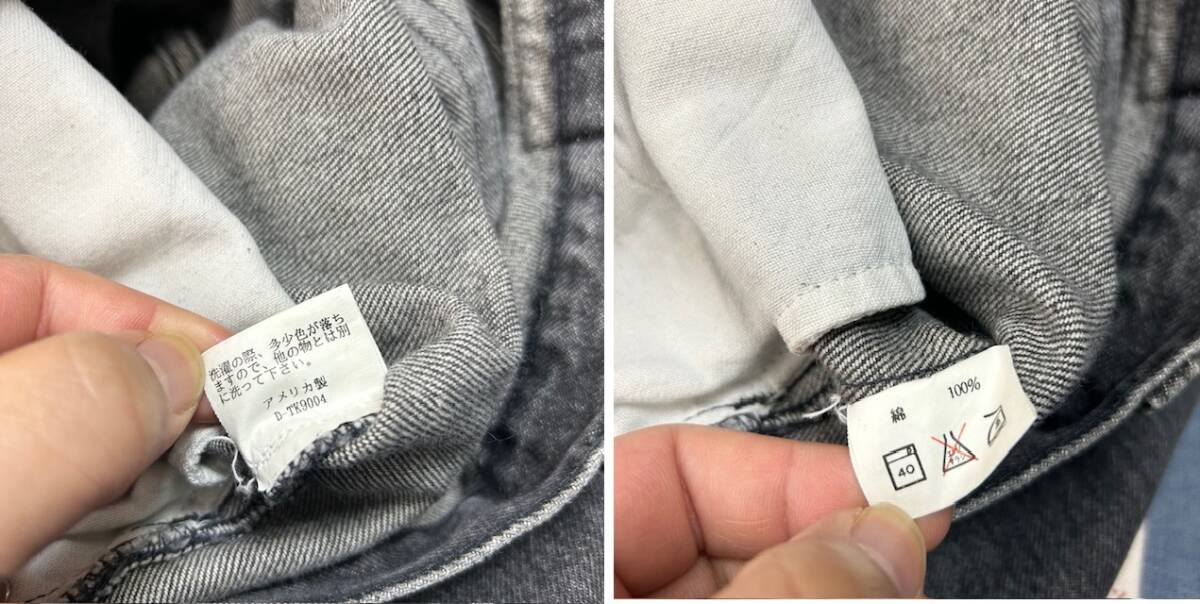 洗濯の際、多少色が落ち
ますので、他の物とは別
に洗って下さい。
アメリカ製
D-TK9004
綿 100%
40